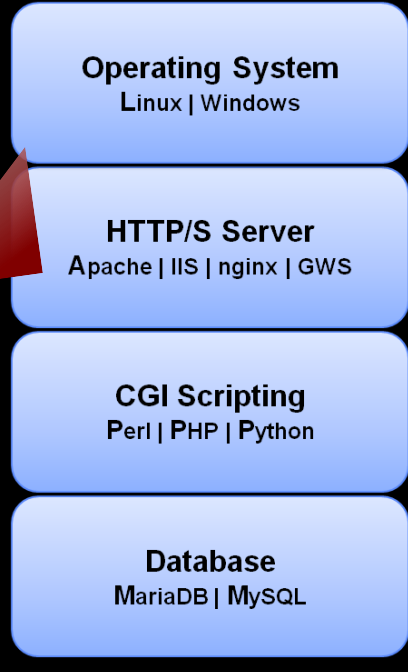 Operating System
Linux | Windows
HTTP/S Server
Apache | IIS | nginx | GWS
CGI Scripting
Perl | PHP | Python
Database
MariaDB | MySQL